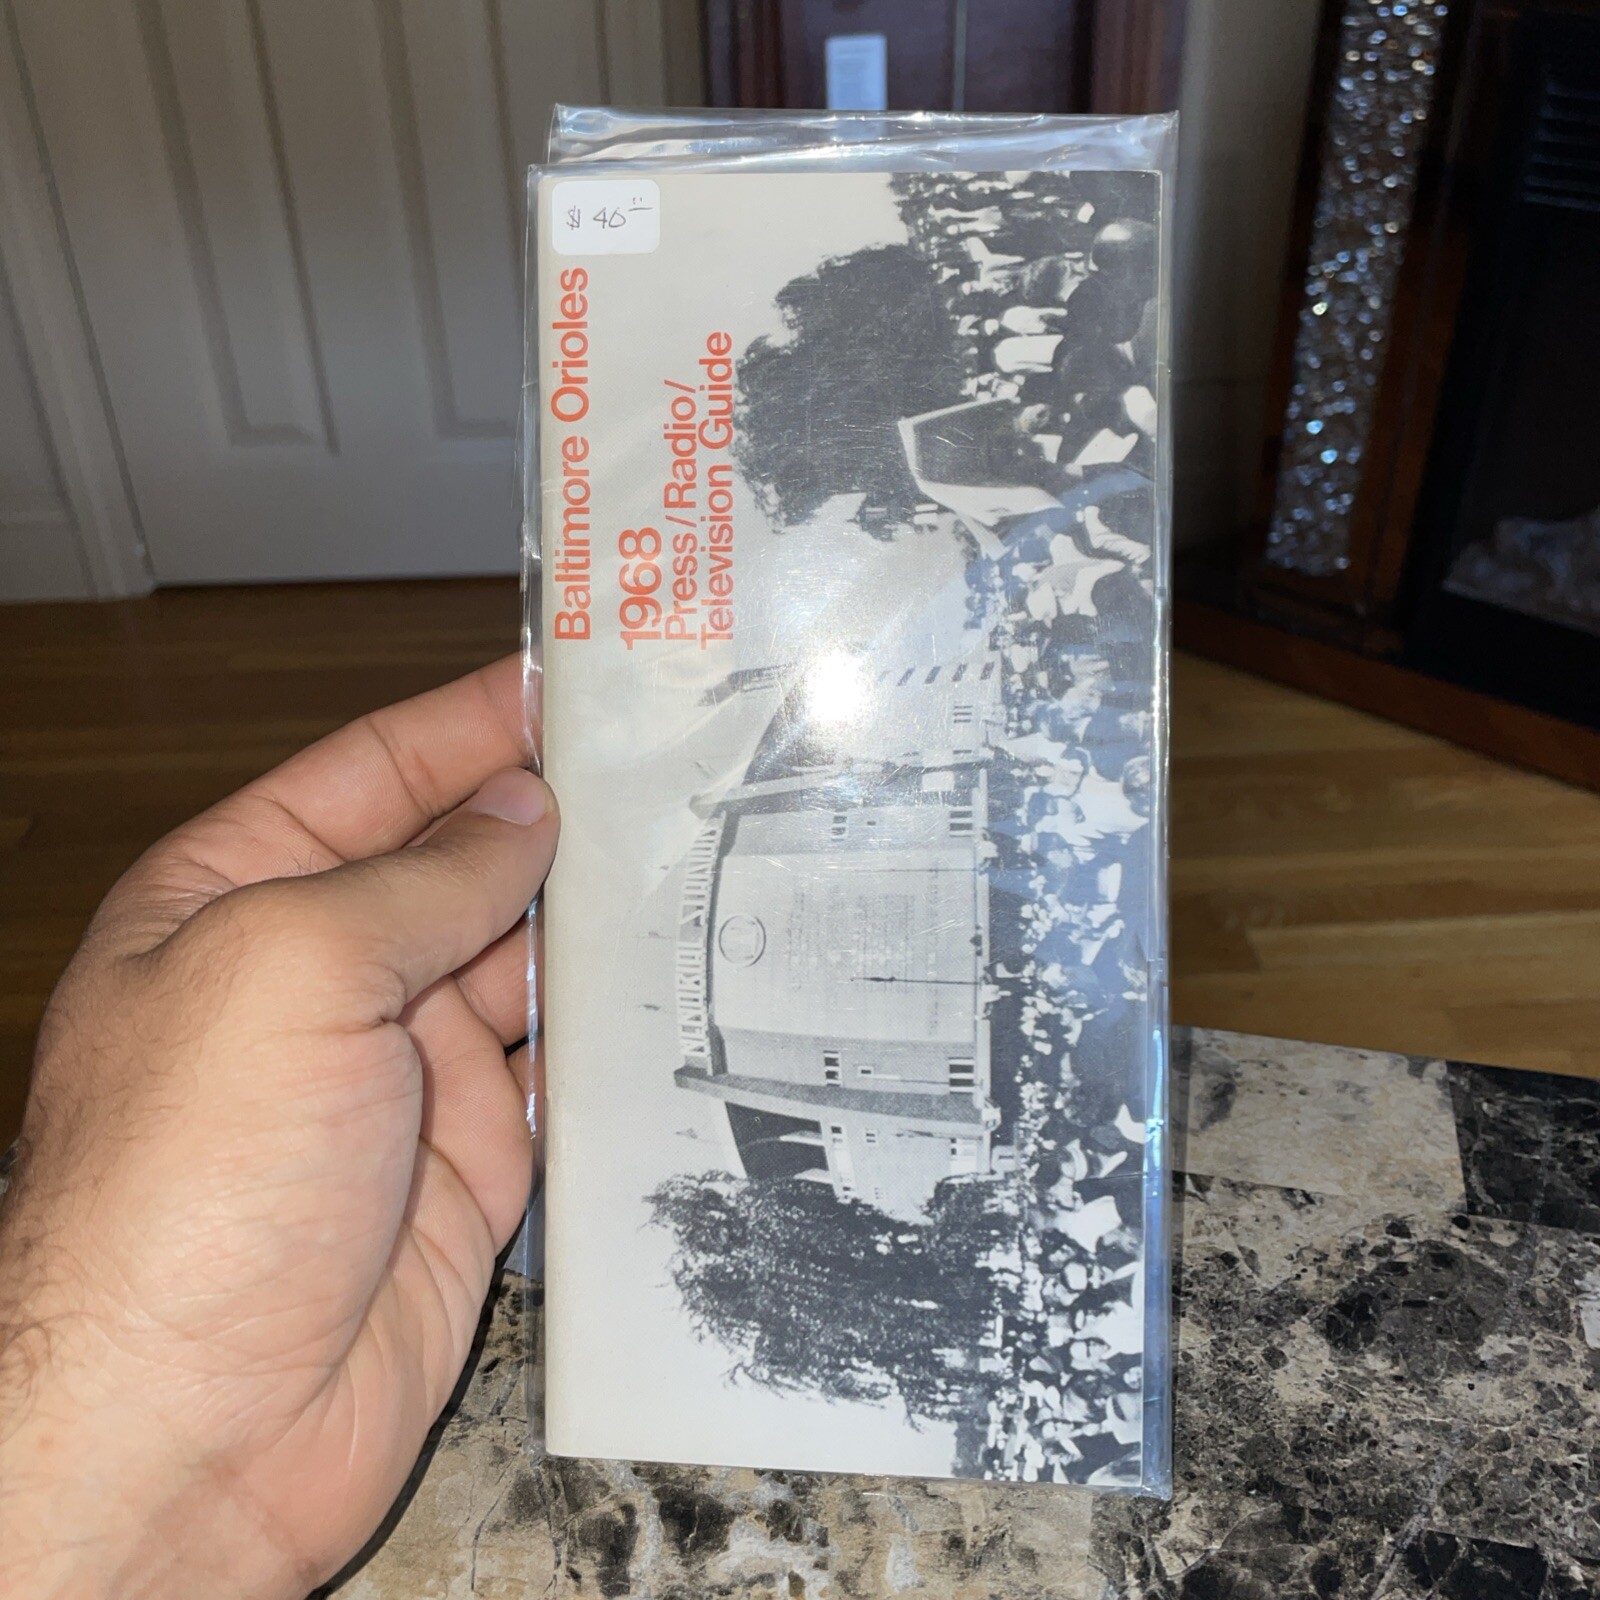 $ 40
Baltimore Orioles
1968
Press/Radio/
Television Guide
MEMORIAL STADIUM